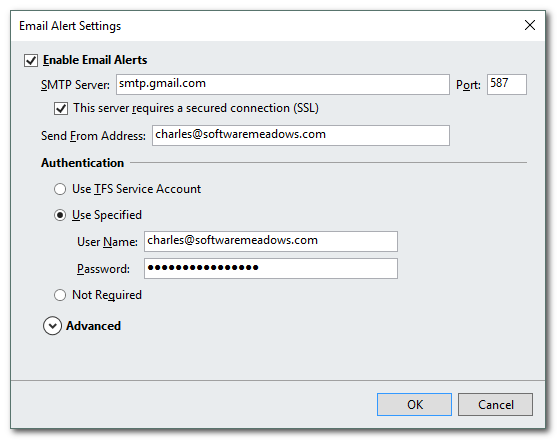 Email Alert Settings
Enable Email Alerts
SMTP Server: smtp.gmail.com Port: 587
This server requires a secured connection (SSL)
Send From Address: charles@softwaremeadows.com
Authentication
Use TFS Service Account
Use Specified
User Name: charles@softwaremeadows.com
Password: ●●●●●●●●●●●●●●●●
Not Required
Advanced
OK Cancel